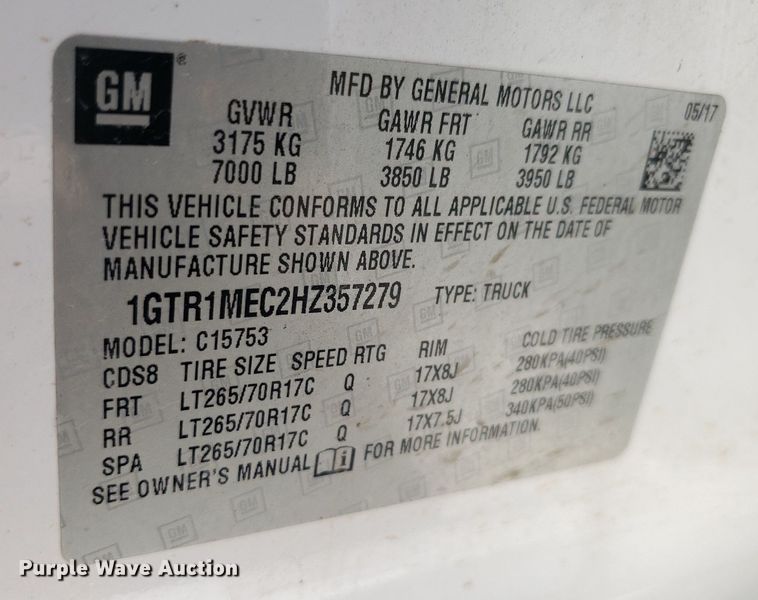 GM®
MFD BY GENERAL MOTORS LLC
05/17
GVWR GAWR FRT GAWR RR
3175 KG 1746 KG 1792 KG
7000 LB 3850 LB 3950 LB
THIS VEHICLE CONFORMS TO ALL APPLICABLE U.S. FEDERAL MOTOR
VEHICLE SAFETY STANDARDS IN EFFECT ON THE DATE OF
MANUFACTURE SHOWN ABOVE.
1GTR1MEC2HZ357279 TYPE: TRUCK
MODEL: C15753
CDS8 TIRE SIZE SPEED RTG RIM COLD TIRE PRESSURE
FRT LT265/70R17C Q 17X8J 280KPA(40PSI)
RR LT265/70R17C Q 17X8J 280KPA(40PSI)
SPA LT265/70R17C Q 17X7.5J 340KPA(50PSI)
SEE OWNER'S MANUAL i FOR MORE INFORMATION.
Purple Wave Auction